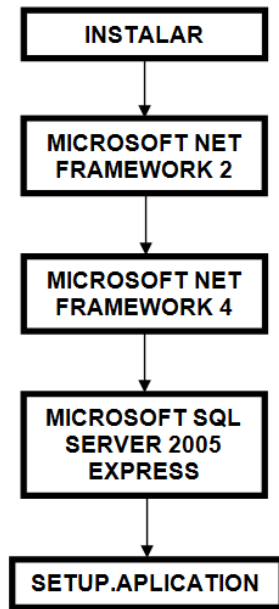 INSTALAR
MICROSOFT NET
FRAMEWORK 2
MICROSOFT NET
FRAMEWORK 4
MICROSOFT SQL
SERVER 2005
EXPRESS
SETUP.APLICATION